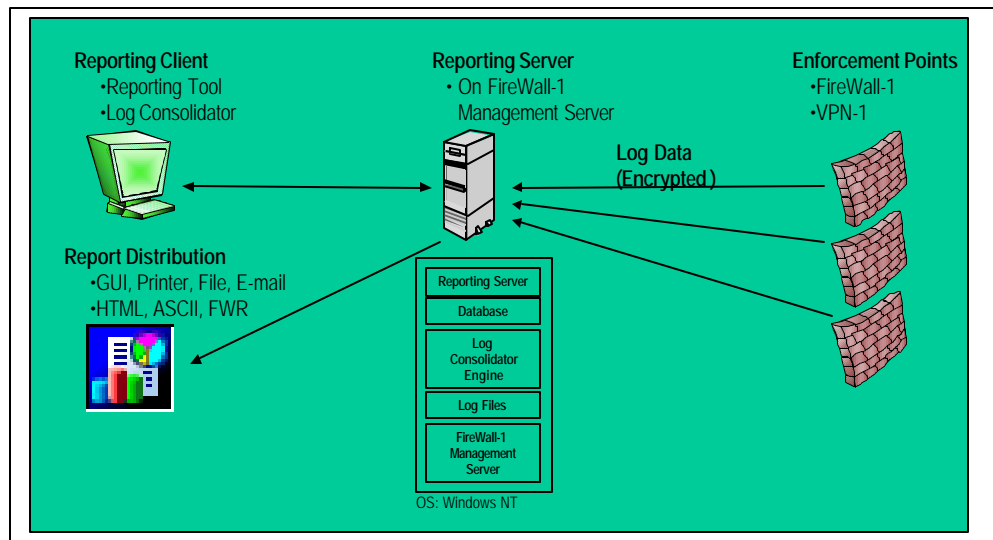 Reporting Client
•Reporting Tool
•Log Consolidator
Reporting Server
• On FireWall-1
Management Server
Enforcement Points
•FireWall-1
•VPN-1
Log Data
(Encrypted)
Report Distribution
•GUI, Printer, File, E-mail
•HTML, ASCII, FWR
Reporting Server
Database
Log
Consolidator
Engine
Log Files
FireWall-1
Management
Server
OS: Windows NT